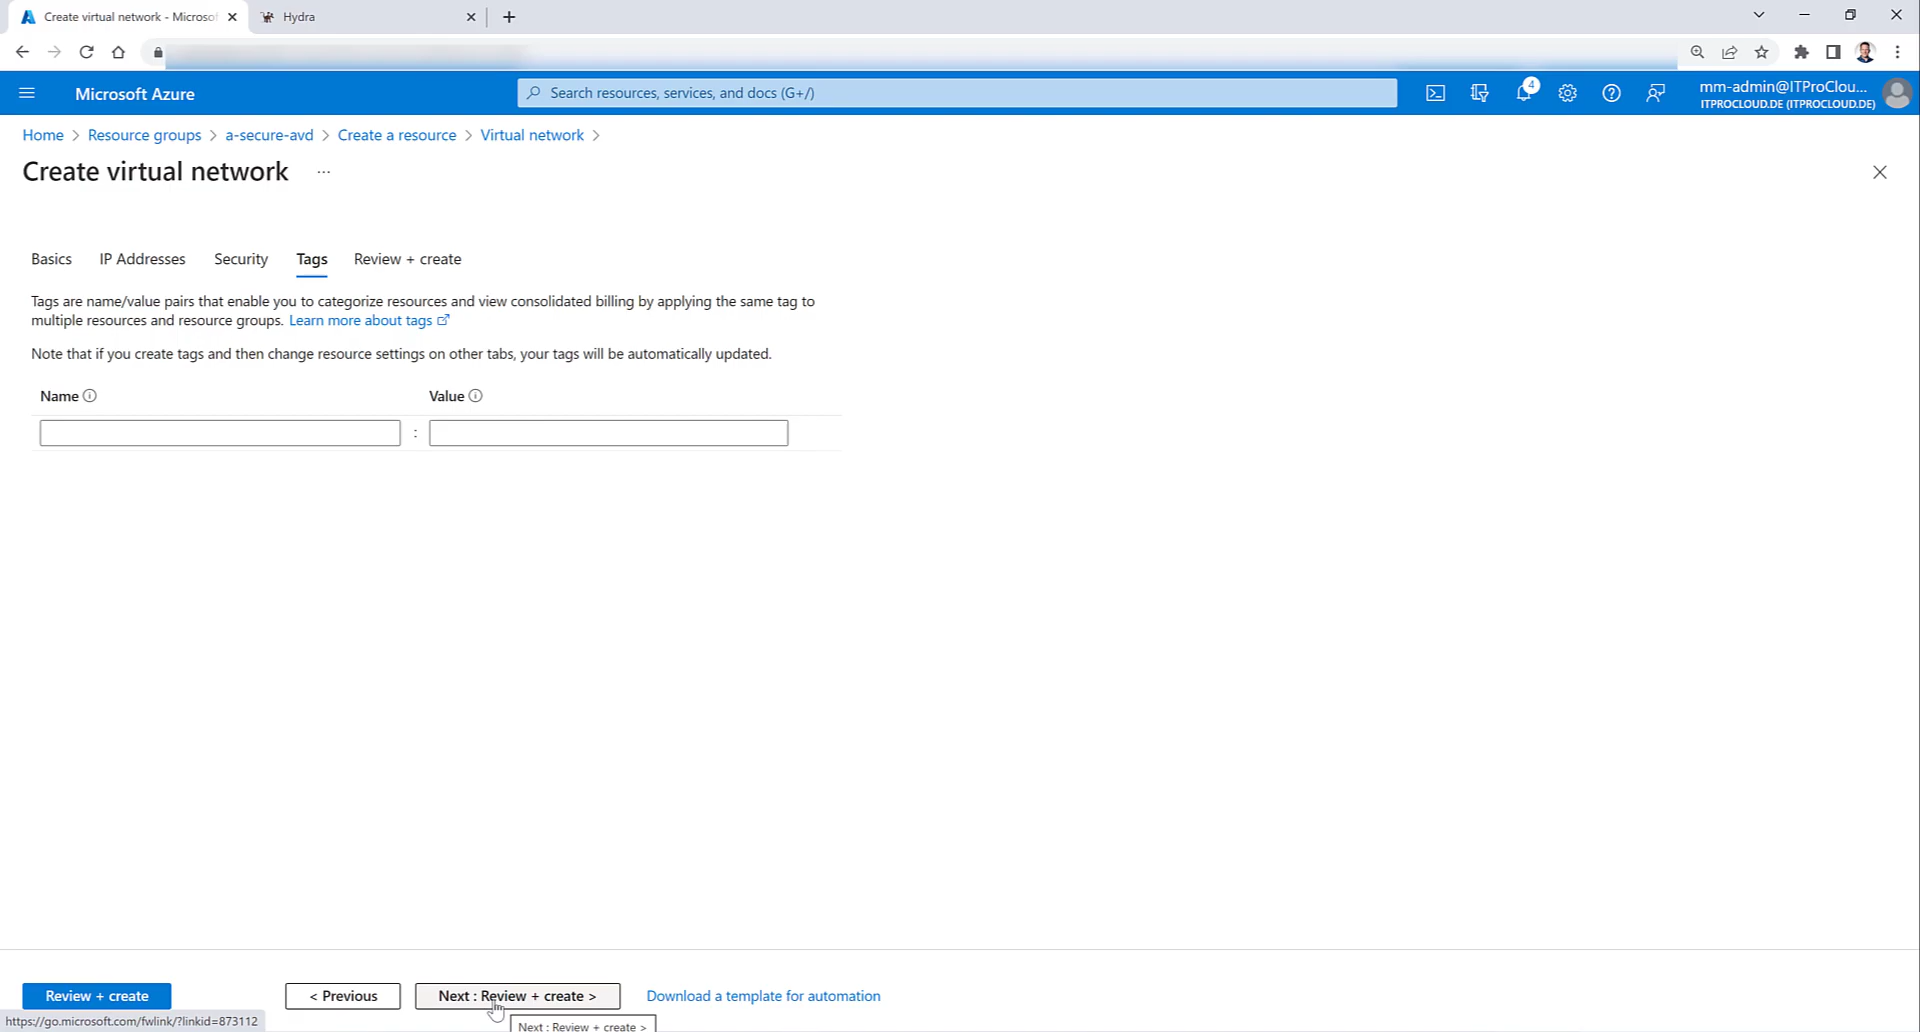 Create virtual network - Microsof
Hydra
Microsoft Azure
Search resources, services, and docs (G+/)
4
mm-admin@ITProClou...
ITPROCLOUD.DE (ITPROCLOUD.DE)
Home > Resource groups > a-secure-avd > Create a resource > Virtual network >
Create virtual network ...
Basics IP Addresses Security Tags Review + create
Tags are name/value pairs that enable you to categorize resources and view consolidated billing by applying the same tag to
multiple resources and resource groups. Learn more about tags
Note that if you create tags and then change resource settings on other tabs, your tags will be automatically updated.
Name Value
:
Review + create < Previous Next : Review + create > Download a template for automation
https://go.microsoft.com/fwlink/?linkid=873112
Next : Review + create >